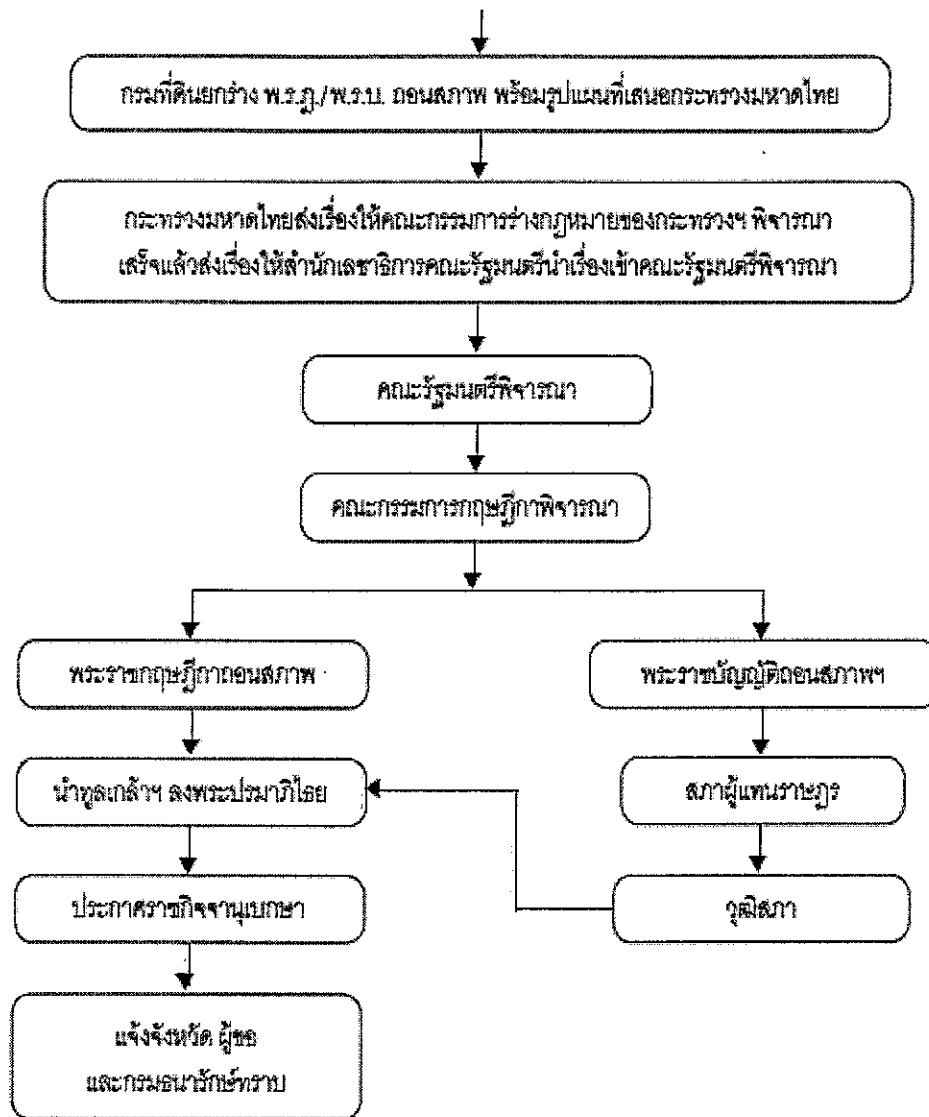 กรมที่ดินยกร่าง พ.ร.ฎ./พ.ร.บ. ถอนสภาพ พร้อมรูปแผนที่เสนอกระทรวงมหาดไทย
กระทรวงมหาดไทยส่งเรื่องให้คณะกรรมการร่างกฎหมายของกระทรวงฯ พิจารณา
เสร็จแล้วส่งเรื่องให้สำนักเลขาธิการคณะรัฐมนตรีนำเรื่องเข้าคณะรัฐมนตรีพิจารณา
คณะรัฐมนตรีพิจารณา
คณะกรรมการกฤษฎีกาพิจารณา
พระราชกฤษฎีกาถอนสภาพ
พระราชบัญญัติถอนสภาพฯ
นำทูลเกล้าฯ ลงพระปรมาภิไธย
สภาผู้แทนราษฎร
ประกาศราชกิจจานุเบกษา
วุฒิสภา
แจ้งจังหวัด ผู้ขอ
และกรมธนารักษ์ทราบ